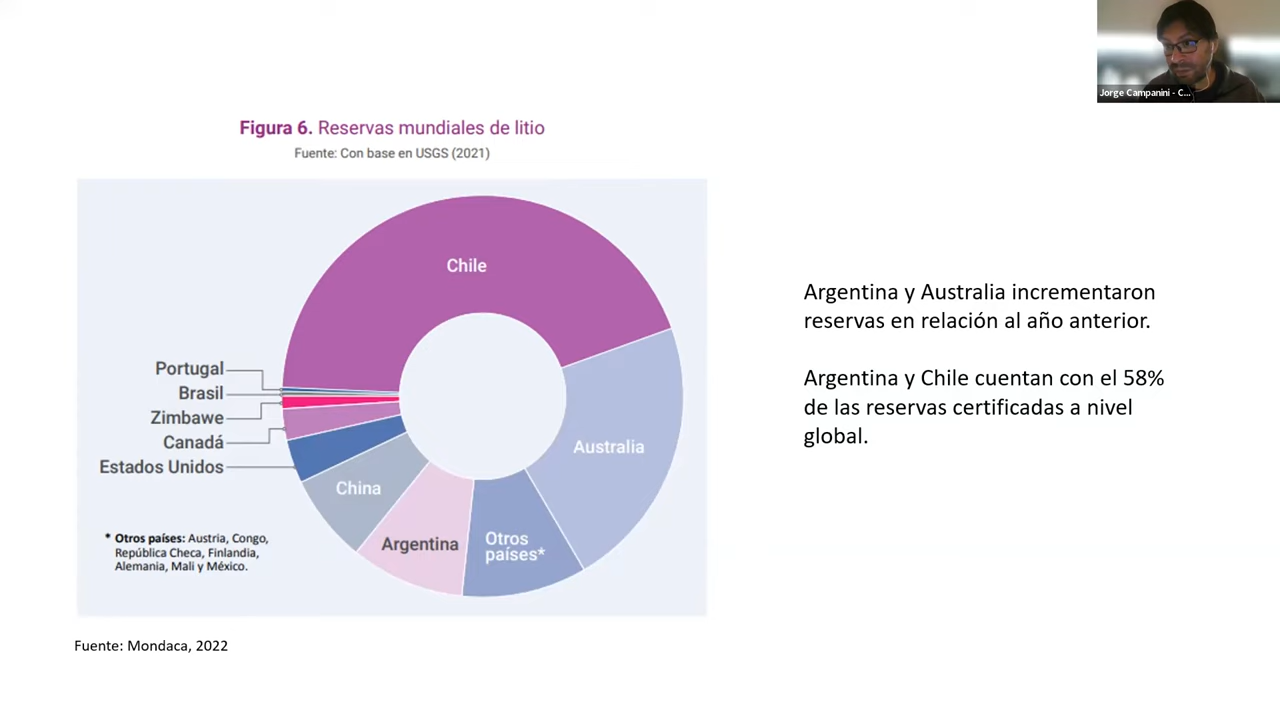 Jorge Campanini - C...
Figura 6. Reservas mundiales de litio
Fuente: Con base en USGS (2021)
Chile
Portugal
Brasil
Zimbawe
Canadá
Estados Unidos
Australia
China
Argentina
Otros
países*
* Otros países: Austria, Congo,
República Checa, Finlandia,
Alemania, Mali y México.
Argentina y Australia incrementaron
reservas en relación al año anterior.
Argentina y Chile cuentan con el 58%
de las reservas certificadas a nivel
global.
Fuente: Mondaca, 2022